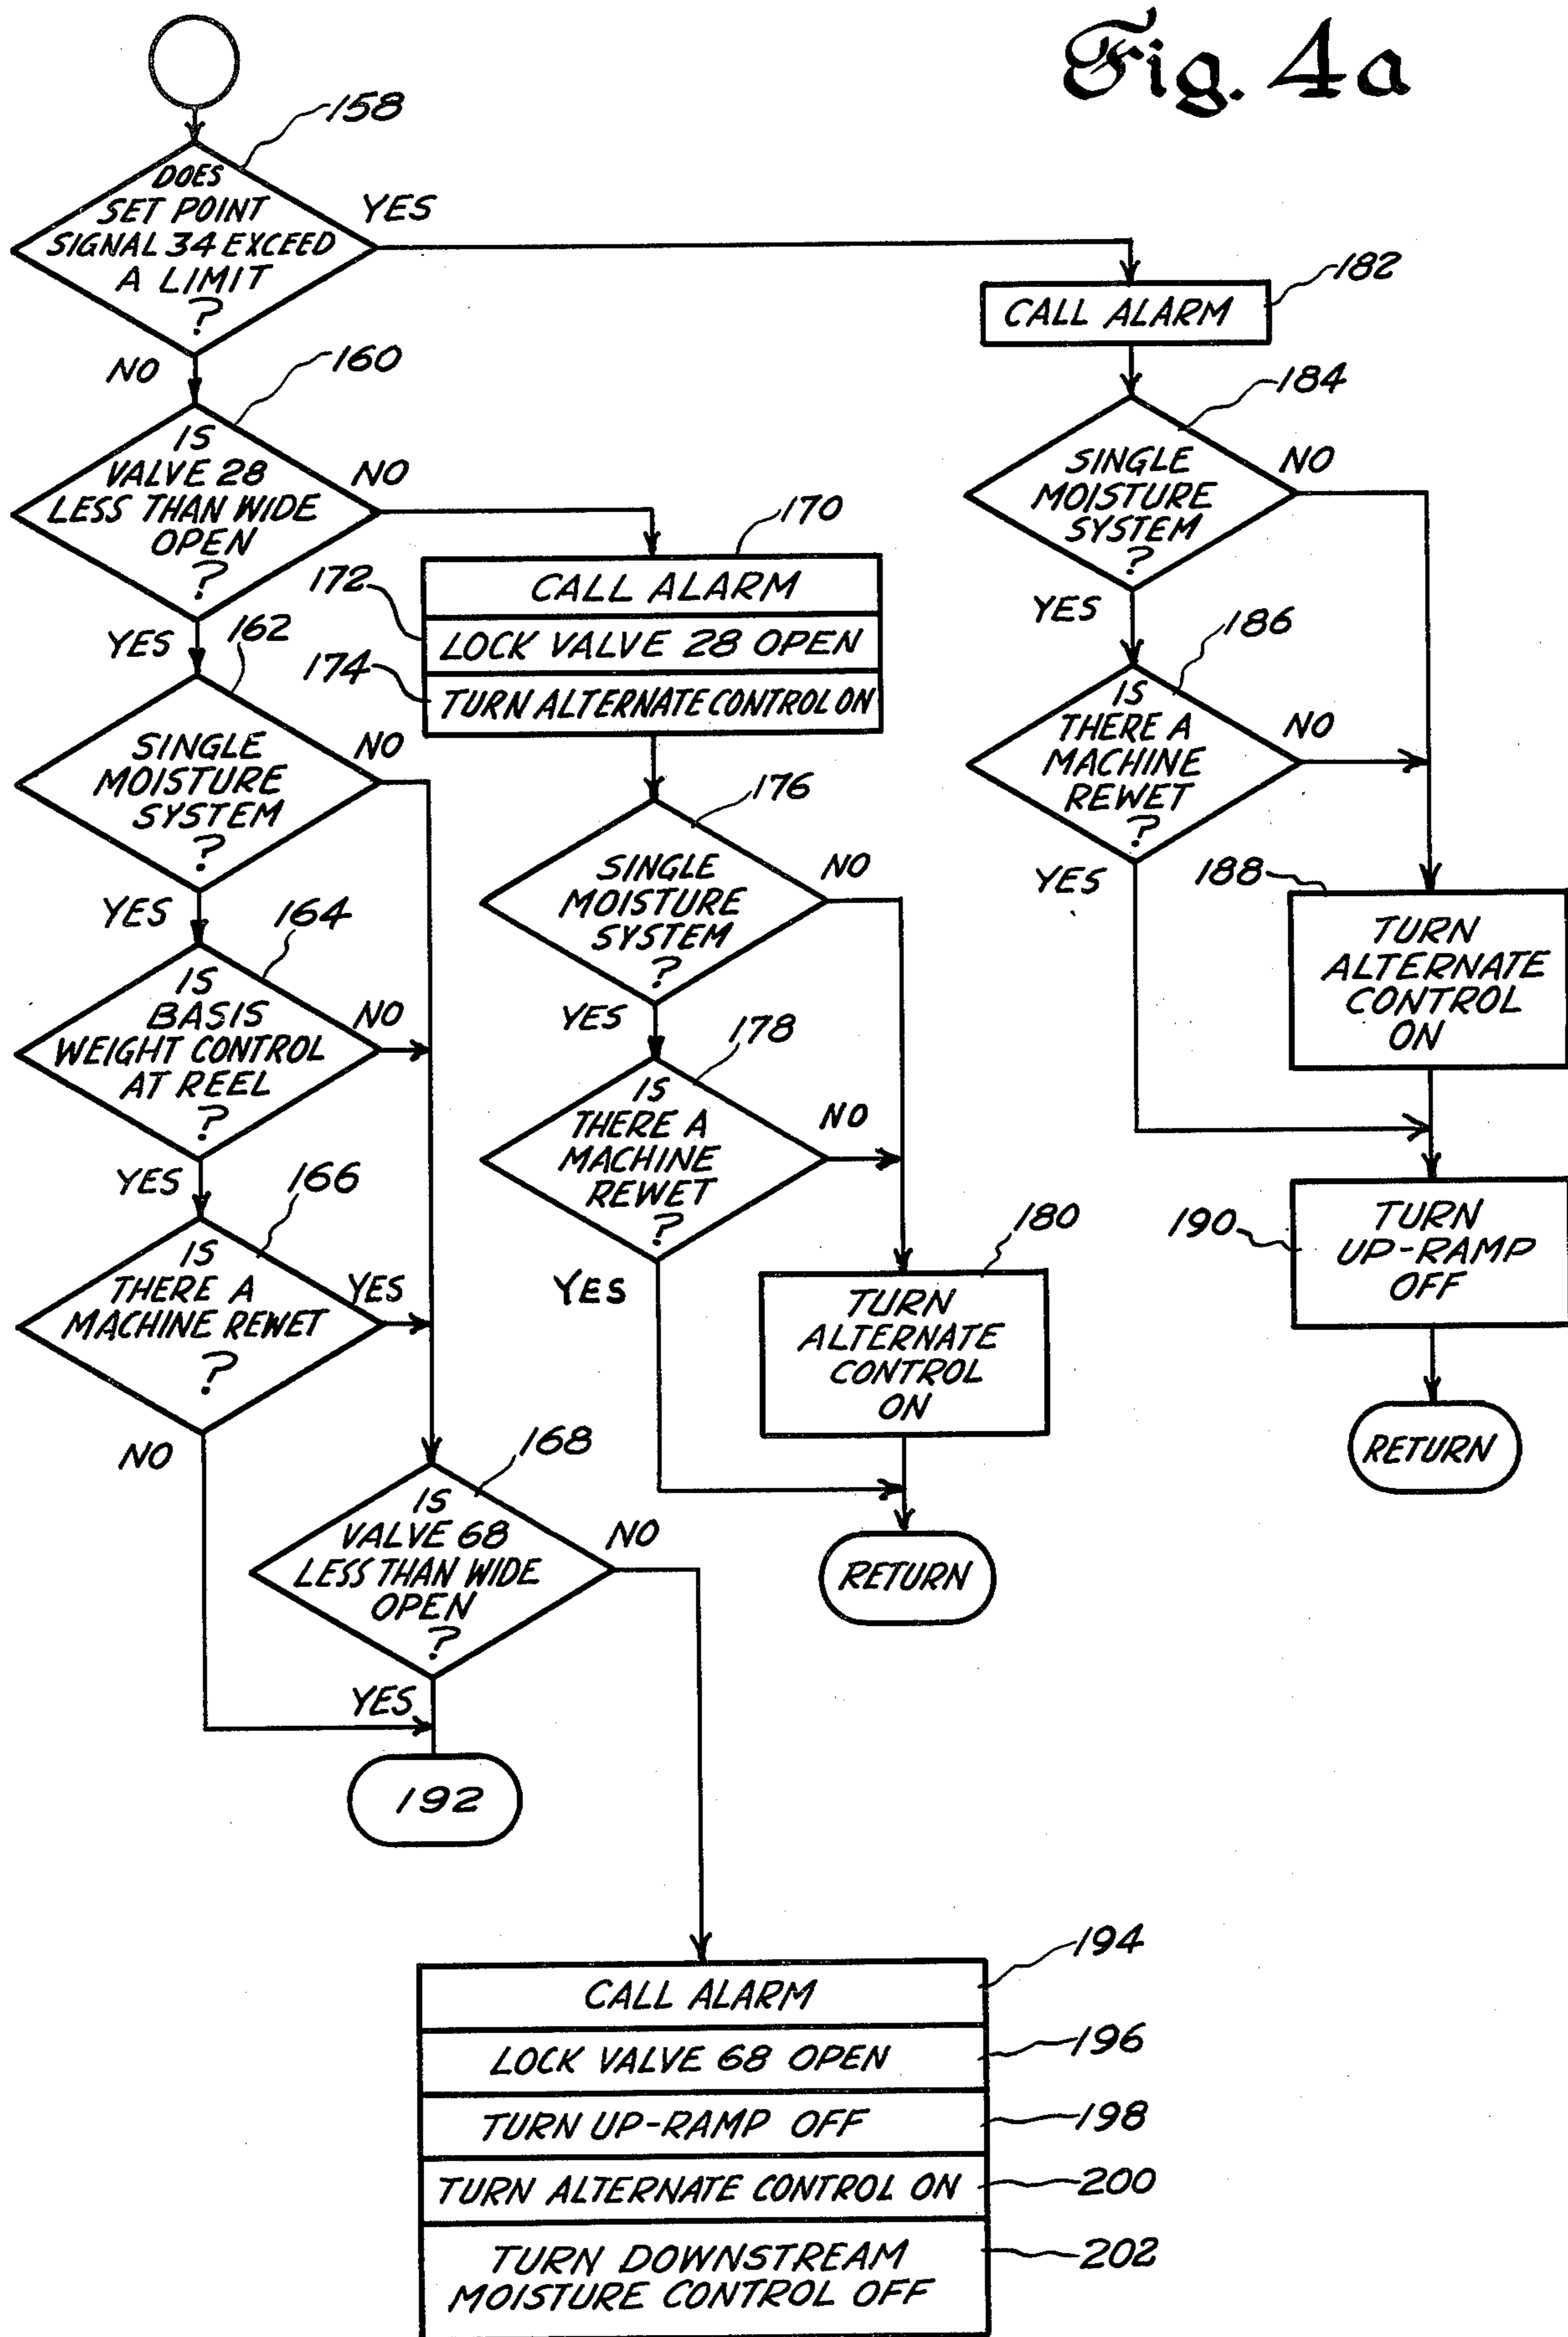 Fig. 4a
158
DOES
SET POINT
SIGNAL 34 EXCEED
A LIMIT
?
YES
NO
160
IS
VALVE 28
LESS THAN WIDE
OPEN
?
NO
YES
162
SINGLE
MOISTURE
SYSTEM
?
NO
YES
164
IS
BASIS
WEIGHT CONTROL
AT REEL
?
NO
YES
166
IS
THERE A
MACHINE REWET
?
YES
NO
168
IS
VALVE 68
LESS THAN WIDE
OPEN
?
NO
YES
192
170
CALL ALARM
172
LOCK VALVE 28 OPEN
174
TURN ALTERNATE CONTROL ON
176
SINGLE
MOISTURE
SYSTEM
?
NO
YES
178
IS
THERE A
MACHINE
REWET
?
NO
YES
180
TURN
ALTERNATE
CONTROL
ON
RETURN
182
CALL ALARM
184
SINGLE
MOISTURE
SYSTEM
?
NO
YES
186
IS
THERE A
MACHINE
REWET
?
NO
YES
188
TURN
ALTERNATE
CONTROL
ON
190
TURN
UP-RAMP
OFF
RETURN
194
CALL ALARM
196
LOCK VALVE 68 OPEN
198
TURN UP-RAMP OFF
200
TURN ALTERNATE CONTROL ON
202
TURN DOWNSTREAM
MOISTURE CONTROL OFF